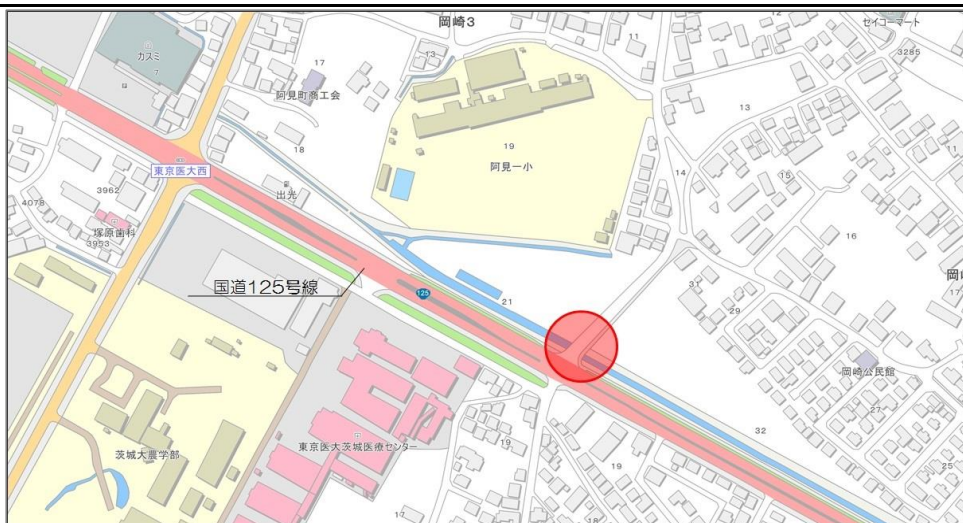 岡崎3
セイコーマート
カスミ
7
17
阿見町商工会
13
11
12
3285
13
11
18
19
阿見一小
14
15
東京医大西
出光
3962
4078
塚原歯科
3953
16
国道125号線
125
21
31
29
17
岡崎公民館
27
32
25
茨城大農学部
東京医大茨城医療センター
19
19
17
18